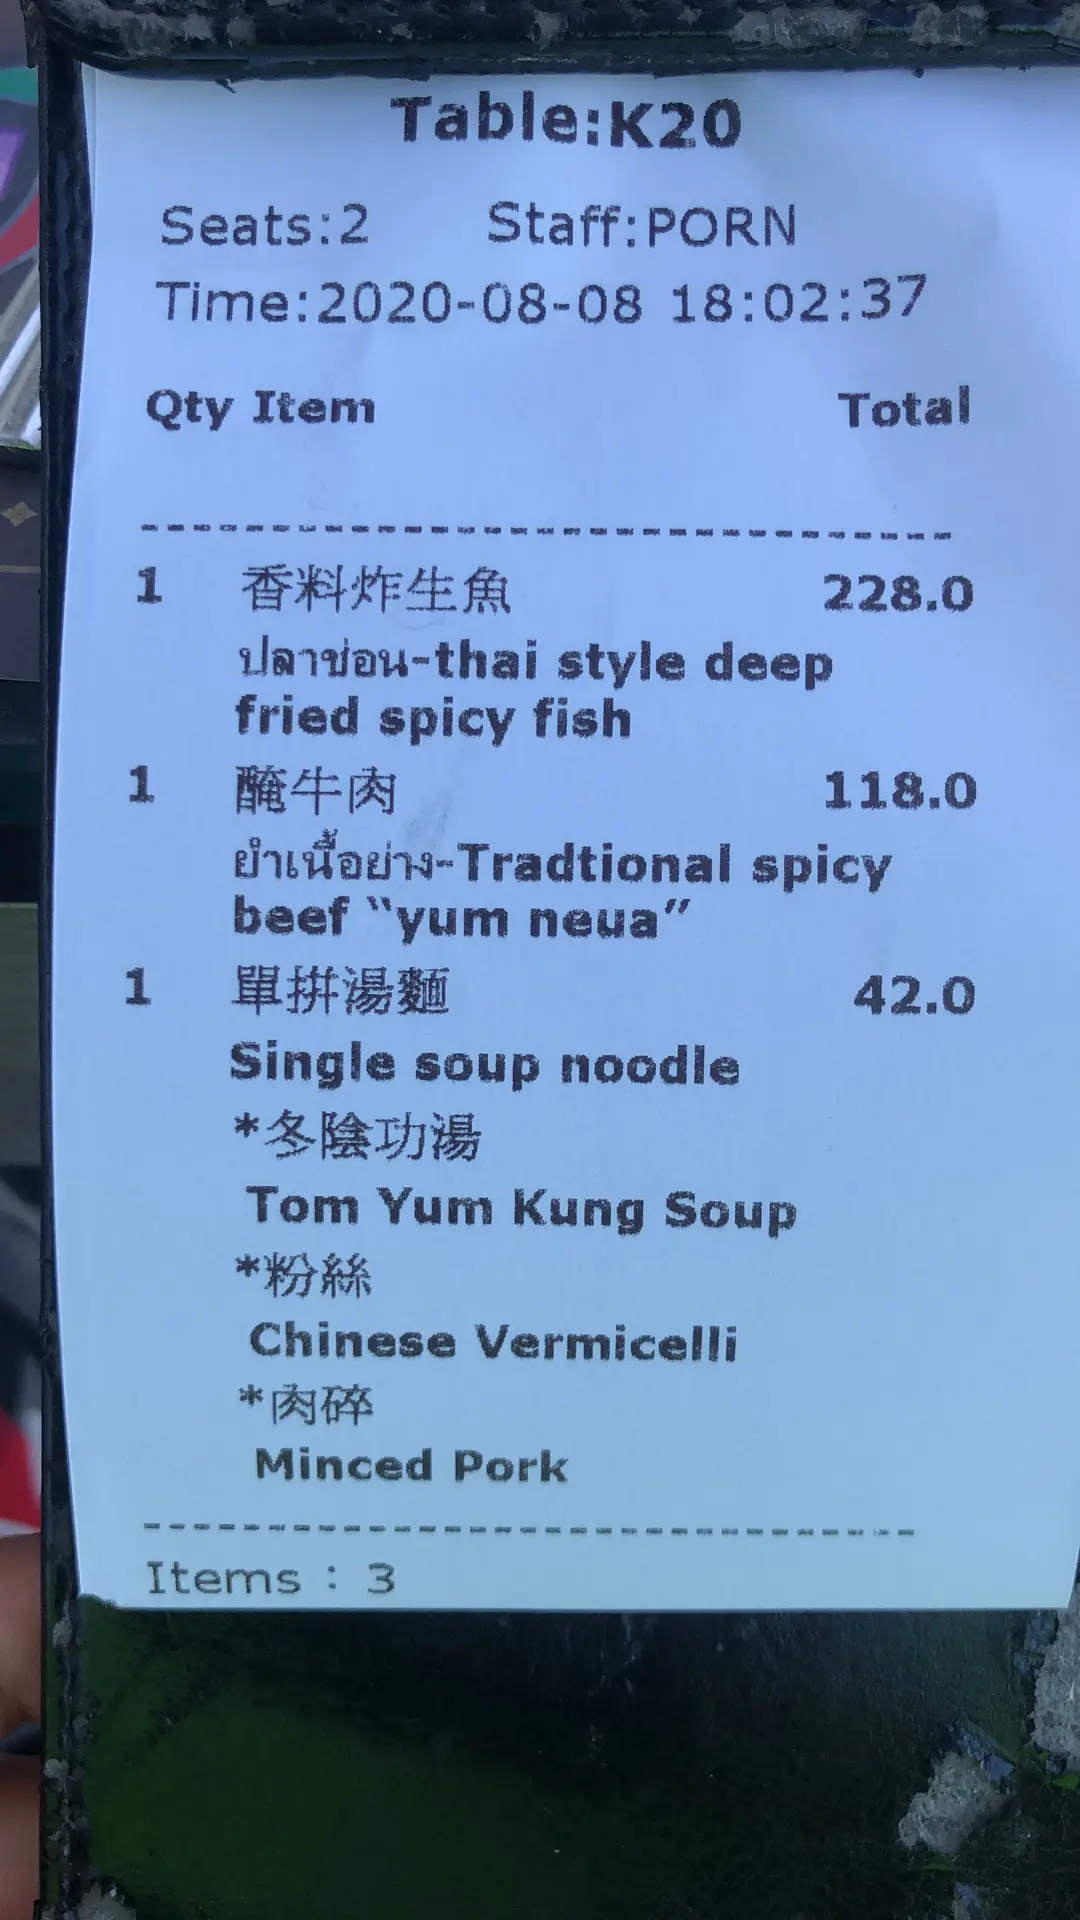 Table:K20
Seats:2 Staff:PORN
Time:2020-08-08 18:02:37
Qty Item Total
1 香料炸生魚 228.0
ปลาช่อน-thai style deep
fried spicy fish
1 醃牛肉 118.0
ยำเนื้อย่าง-Tradtional spicy
beef “yum neua”
1 單拼湯麵 42.0
Single soup noodle
*冬陰功湯
Tom Yum Kung Soup
*粉絲
Chinese Vermicelli
*肉碎
Minced Pork
Items : 3